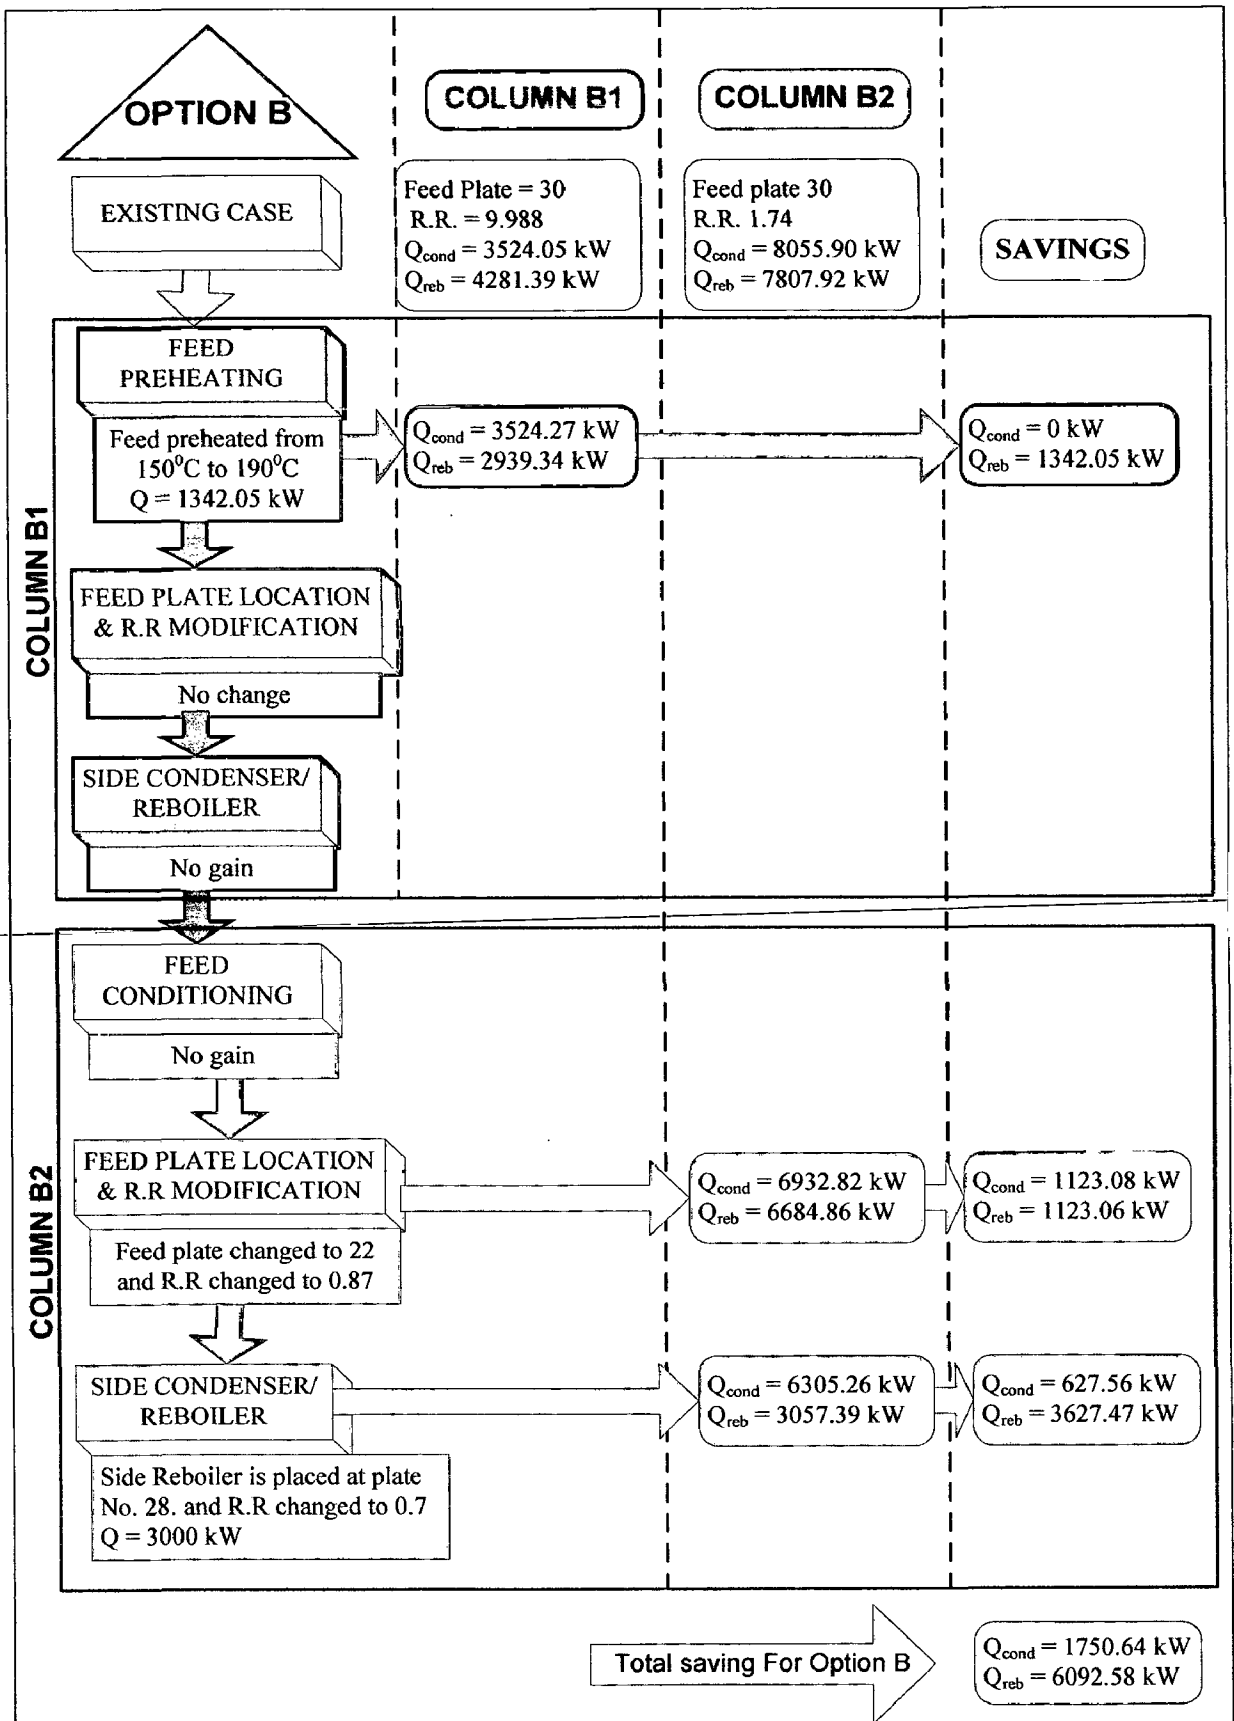 OPTION B
COLUMN B1
COLUMN B2
EXISTING CASE
Feed Plate = 30
R.R. = 9.988
Qcond = 3524.05 kW
Qreb = 4281.39 kW
Feed plate 30
R.R. 1.74
Qcond = 8055.90 kW
Qreb = 7807.92 kW
SAVINGS
COLUMN B1
FEED
PREHEATING
Feed preheated from
150⁰C to 190⁰C
Q = 1342.05 kW
Qcond = 3524.27 kW
Qreb = 2939.34 kW
Qcond = 0 kW
Qreb = 1342.05 kW
FEED PLATE LOCATION
& R.R MODIFICATION
No change
SIDE CONDENSER/
REBOILER
No gain
COLUMN B2
FEED
CONDITIONING
No gain
FEED PLATE LOCATION
& R.R MODIFICATION
Feed plate changed to 22
and R.R changed to 0.87
Qcond = 6932.82 kW
Qreb = 6684.86 kW
Qcond = 1123.08 kW
Qreb = 1123.06 kW
SIDE CONDENSER/
REBOILER
Side Reboiler is placed at plate
No. 28. and R.R changed to 0.7
Q = 3000 kW
Qcond = 6305.26 kW
Qreb = 3057.39 kW
Qcond = 627.56 kW
Qreb = 3627.47 kW
Total saving For Option B
Qcond = 1750.64 kW
Qreb = 6092.58 kW